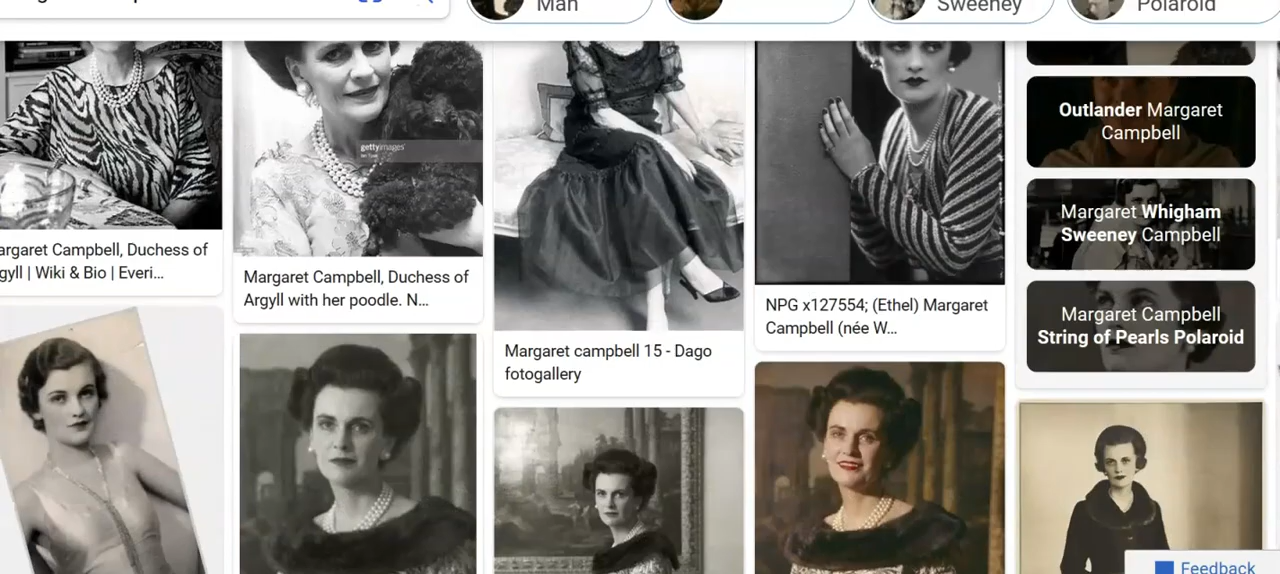 Man
Sweeney
Polaroid
argaret Campbell, Duchess of
gyll | Wiki & Bio | Everi...
gettyimages
Margaret Campbell, Duchess of
Argyll with her poodle. N...
Margaret campbell 15 - Dago
fotogallery
NPG x127554; (Ethel) Margaret
Campbell (née W...
Outlander Margaret
Campbell
Margaret Whigham
Sweeney Campbell
Margaret Campbell
String of Pearls Polaroid
Feedback